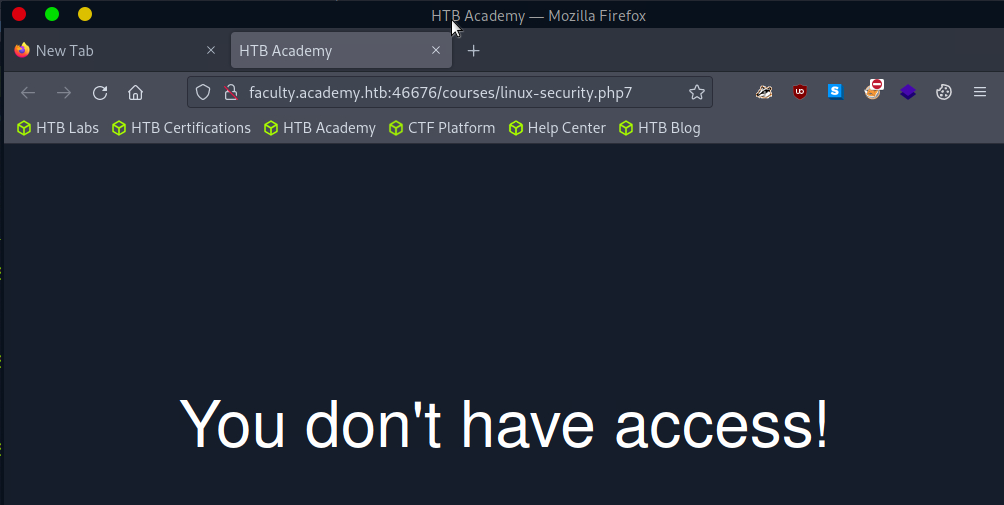 HTB Academy — Mozilla Firefox
New Tab
HTB Academy
faculty.academy.htb:46676/courses/linux-security.php7
HTB Labs HTB Certifications HTB Academy CTF Platform Help Center HTB Blog
You don't have access!